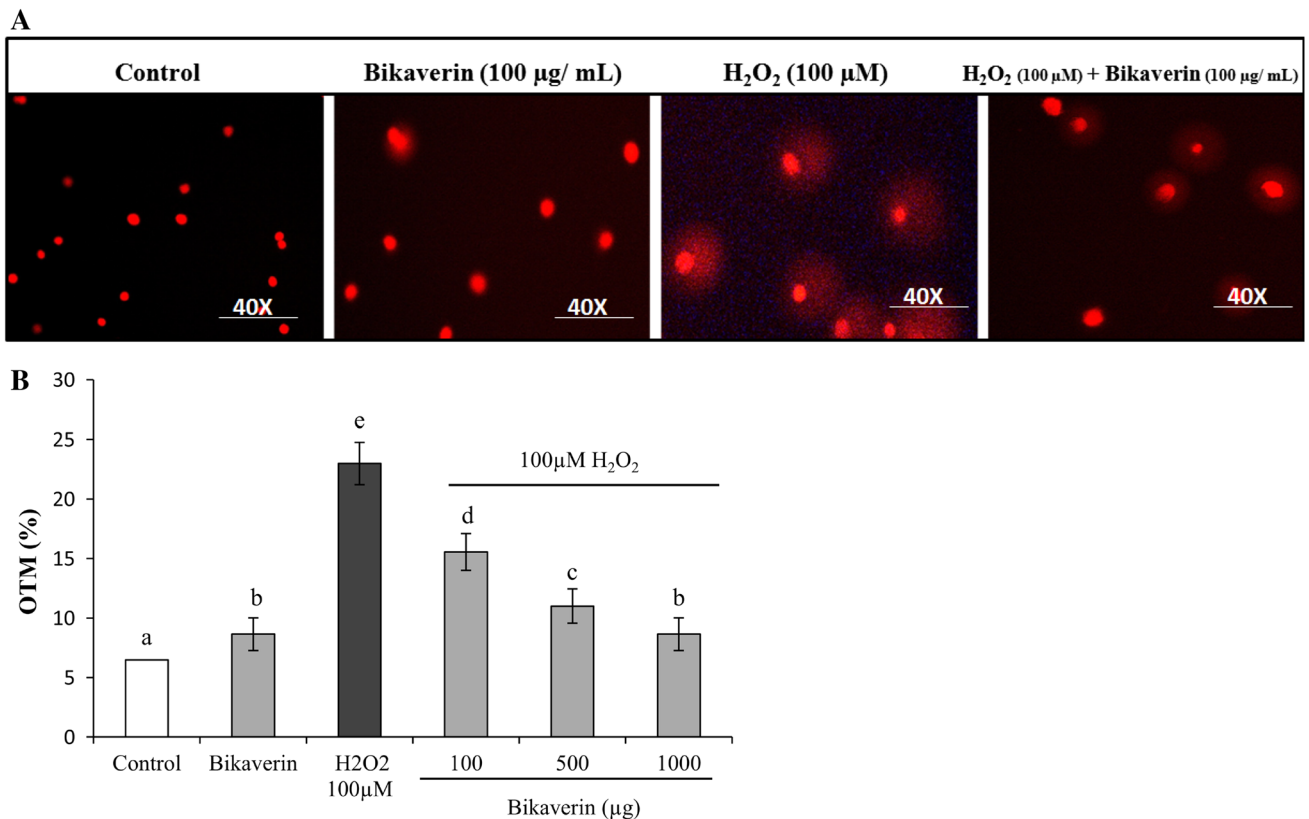 A
Control
Bikaverin (100 µg/ mL)
H₂O₂ (100 µM)
H₂O₂ (100 µM) + Bikaverin (100 µg/ mL)
40X
40X
40X
40X
B
30
25
20
15
10
5
0
OTM (%)
a
b
e
d
c
b
100µM H₂O₂
Control
Bikaverin
H2O2
100µM
100
500
1000
Bikaverin (µg)